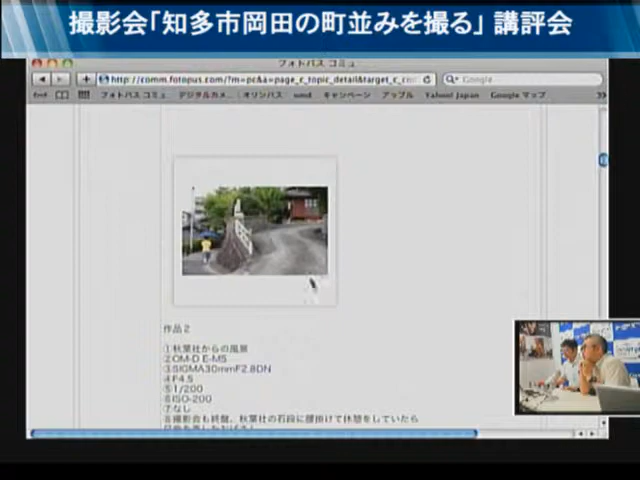 撮影会「知多市岡田の町並みを撮る」 講評会
フォトパス コミュ
http://comm.fotopus.com/?m=pc&a=page_c_topic_detail&target_c_co
Google
フォトパス コミュ デジタルカメ... オリンパス キャンペーン アップル Yahoo! Japan Google マップ
作品2
①秋葉社からの風景
②OM-D E-M5
③SIGMA30mmF2.8DN
④F4.5
⑤1/200
⑥ISO-200
⑦なし
⑧撮影会も終盤、秋葉社の石段に腰掛けて休憩をしていたら